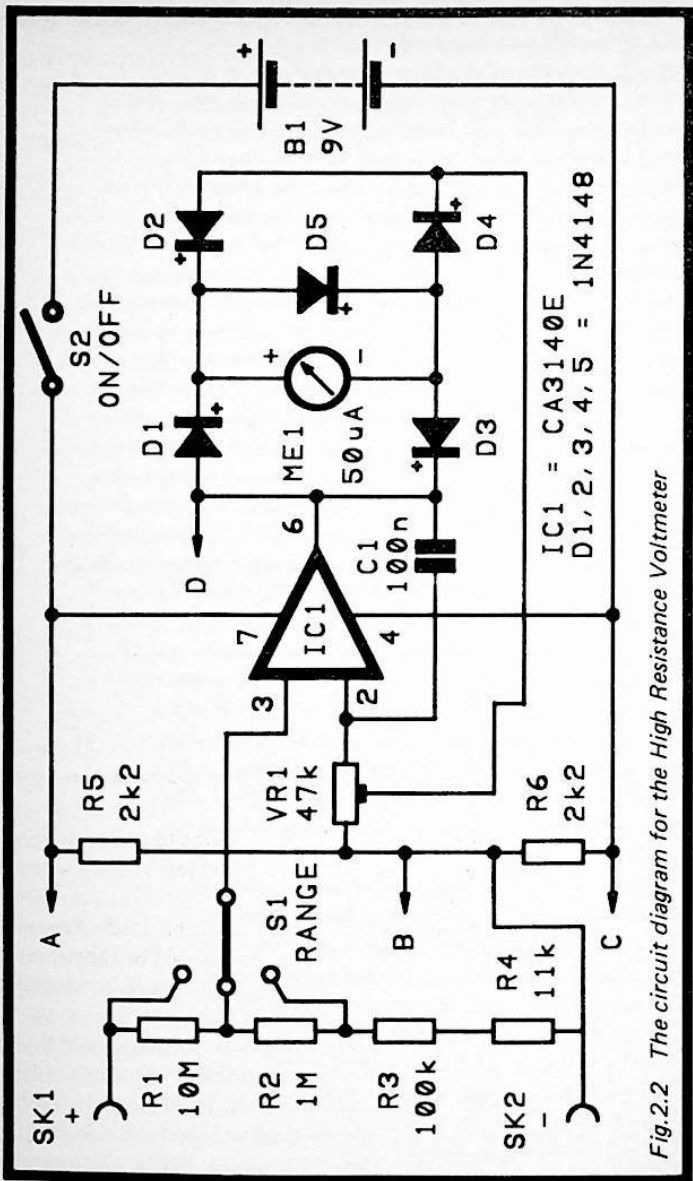 SK1
+
R1
10M
R2
1M
R3
100k
R4
11k
SK2
-
A
R5
2k2
S1
RANGE
VR1
47k
B
R6
2k2
C
3
2
7
4
6
IC1
C1
100n
D
D1
+
ME1
50uA
+
-
D3
+
D2
+
D5
+
D4
+
S2
ON/OFF
B1
9V
+
-
IC1 = CA3140E
D1,2,3,4,5 = 1N4148
Fig.2.2 The circuit diagram for the High Resistance Voltmeter